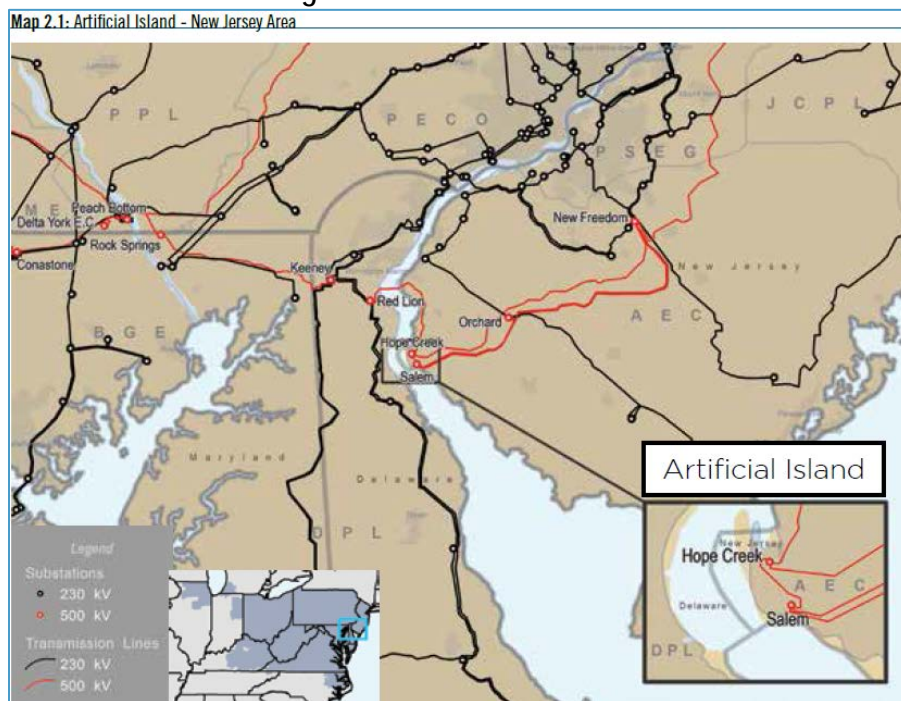 Map 2.1: Artificial Island - New Jersey Area
PPL
PECO
JCPL
PSEG
ME
Peach Bottom
Delta York E.C.
Rock Springs
Conastone
New Freedom
Keeney
New Jersey
Red Lion
Orchard
AEC
BGE
Hope Creek
Salem
Maryland
Delaware
DPL
Artificial Island
Legend
Substations
230 kV
500 kV
Transmission Lines
230 kV
500 kV
New Jersey
Hope Creek
AEC
Delaware
Salem
DPL